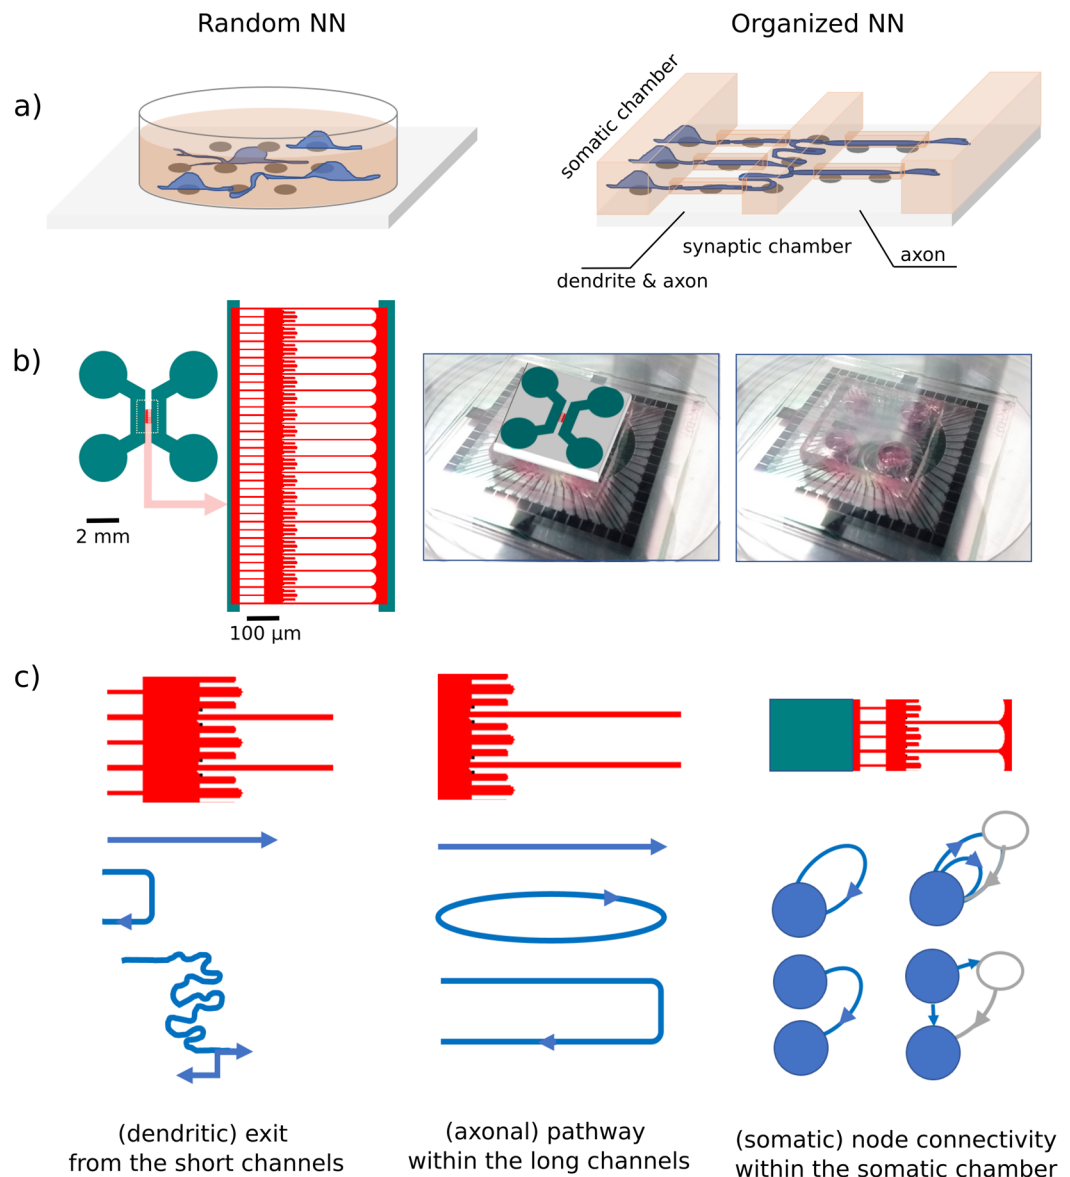 Random NN
Organized NN
a)
somatic chamber
synaptic chamber
axon
dendrite & axon
b)
2 mm
100 µm
c)
(dendritic) exit
from the short channels
(axonal) pathway
within the long channels
(somatic) node connectivity
within the somatic chamber